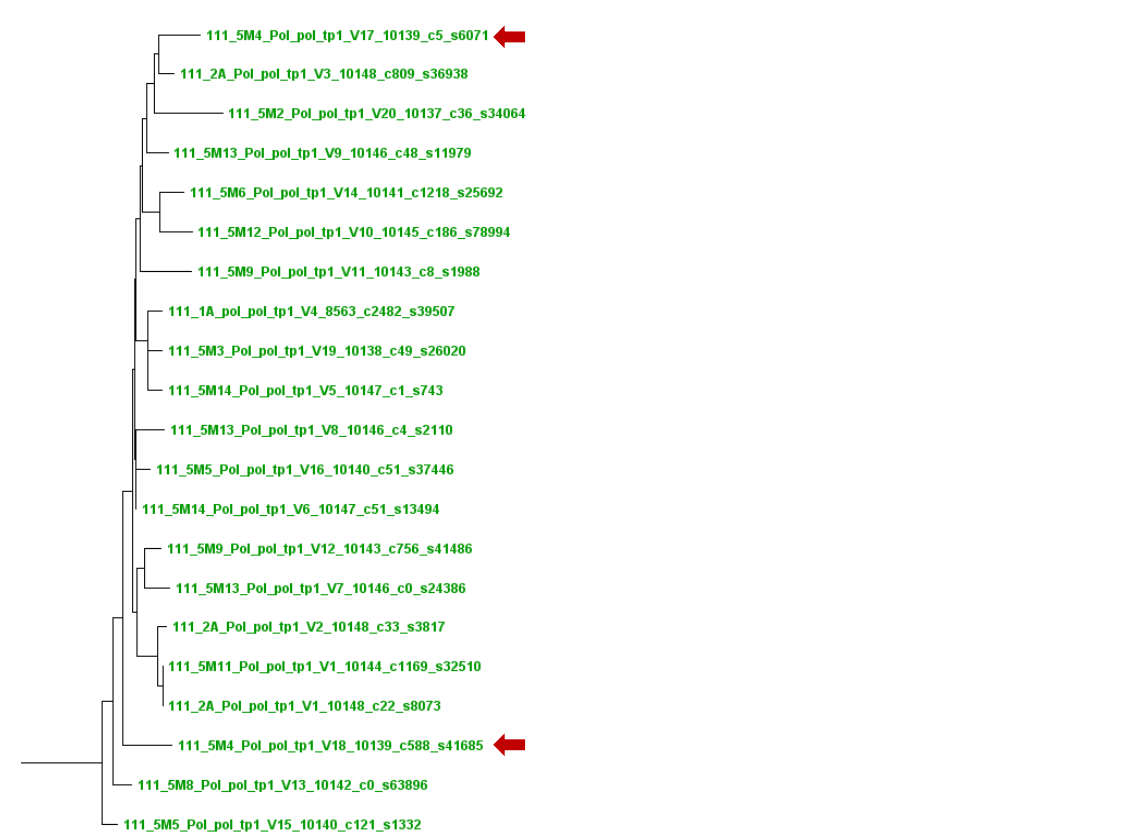 111_5M4_Pol_pol_tp1_V17_10139_c5_s6071
111_2A_Pol_pol_tp1_V3_10148_c809_s36938
111_5M2_Pol_pol_tp1_V20_10137_c36_s34064
111_5M13_Pol_pol_tp1_V9_10146_c48_s11979
111_5M6_Pol_pol_tp1_V14_10141_c1218_s25692
111_5M12_Pol_pol_tp1_V10_10145_c186_s78994
111_5M9_Pol_pol_tp1_V11_10143_c8_s1988
111_1A_pol_pol_tp1_V4_8563_c2482_s39507
111_5M3_Pol_pol_tp1_V19_10138_c49_s26020
111_5M14_Pol_pol_tp1_V5_10147_c1_s743
111_5M13_Pol_pol_tp1_V8_10146_c4_s2110
111_5M5_Pol_pol_tp1_V16_10140_c51_s37446
111_5M14_Pol_pol_tp1_V6_10147_c51_s13494
111_5M9_Pol_pol_tp1_V12_10143_c756_s41486
111_5M13_Pol_pol_tp1_V7_10146_c0_s24386
111_2A_Pol_pol_tp1_V2_10148_c33_s3817
111_5M11_Pol_pol_tp1_V1_10144_c1169_s32510
111_2A_Pol_pol_tp1_V1_10148_c22_s8073
111_5M4_Pol_pol_tp1_V18_10139_c588_s41685
111_5M8_Pol_pol_tp1_V13_10142_c0_s63896
111_5M5_Pol_pol_tp1_V15_10140_c121_s1332